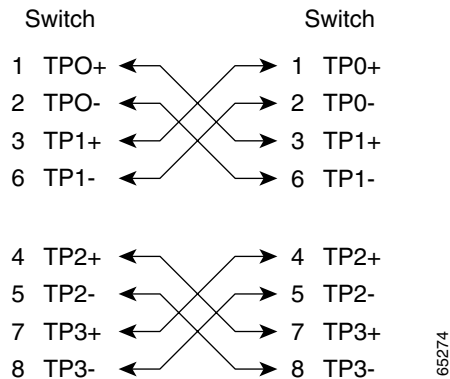 Switch Switch
1 TPO+ 1 TP0+
2 TPO- 2 TP0-
3 TP1+ 3 TP1+
6 TP1- 6 TP1-
4 TP2+ 4 TP2+
5 TP2- 5 TP2-
7 TP3+ 7 TP3+
8 TP3- 8 TP3-
65274